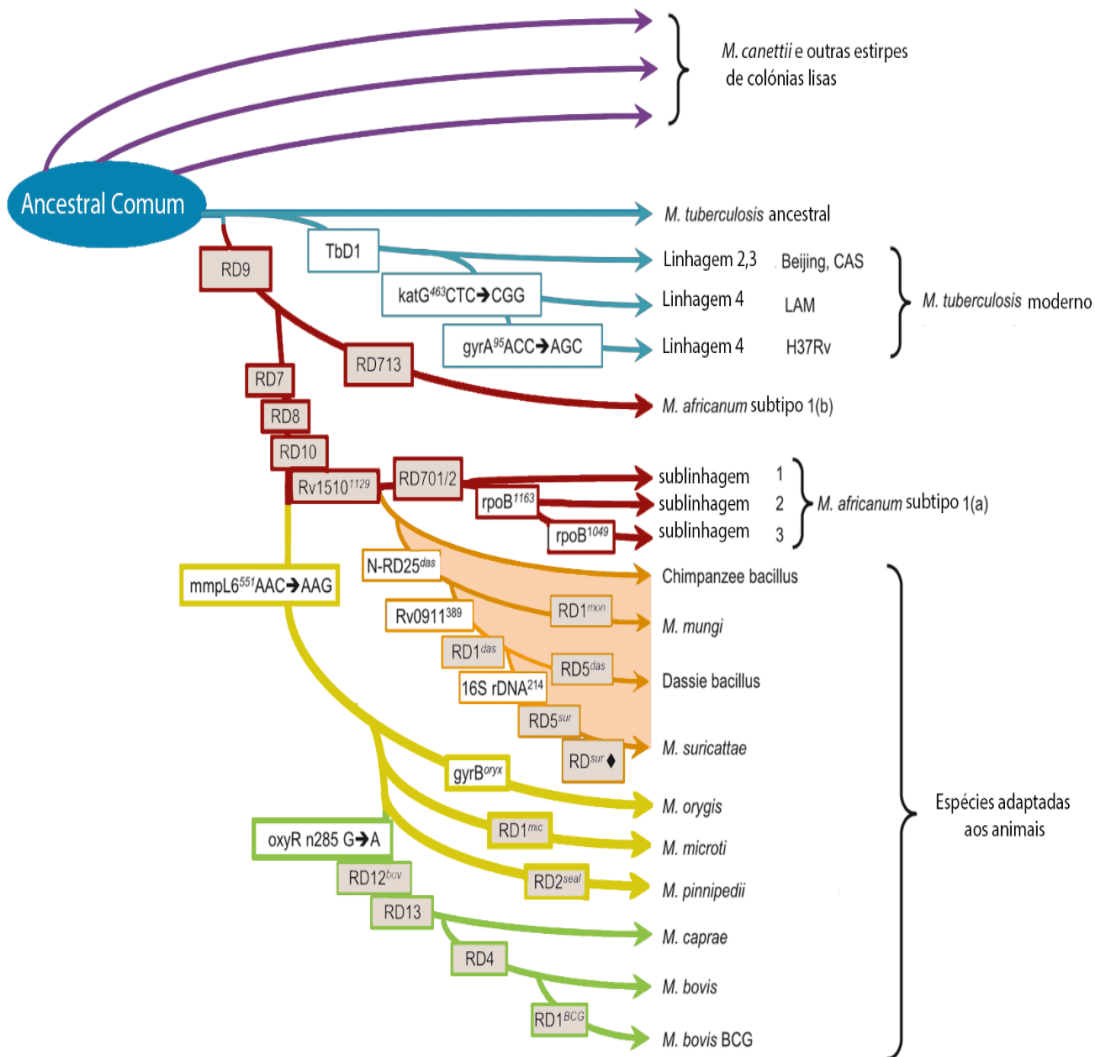 M. canettii e outras estirpes
de colónias lisas
Ancestral Comum
M. tuberculosis ancestral
TbD1
Linhagem 2,3 Beijing, CAS
RD9
katG463CTC➔CGG
Linhagem 4 LAM
M. tuberculosis moderno
gyrA95ACC➔AGC
Linhagem 4 H37Rv
RD713
RD7
M. africanum subtipo 1(b)
RD8
RD10
Rv15101129
RD701/2
sublinhagem 1
rpoB1163
sublinhagem 2
M. africanum subtipo 1(a)
rpoB1049
sublinhagem 3
N-RD25das
Chimpanzee bacillus
mmpL6551AAC➔AAG
Rv0911389
RD1mon
M. mungi
RD1das
RD5das
16S rDNA214
Dassie bacillus
RD5sur
RDsur ♦
M. suricattae
gyrBoryx
M. orygis
Espécies adaptadas
aos animais
oxyR n285 G➔A
RD1mic
M. microti
RD12bov
RD2seal
M. pinnipedii
RD13
M. caprae
RD4
M. bovis
RD1BCG
M. bovis BCG